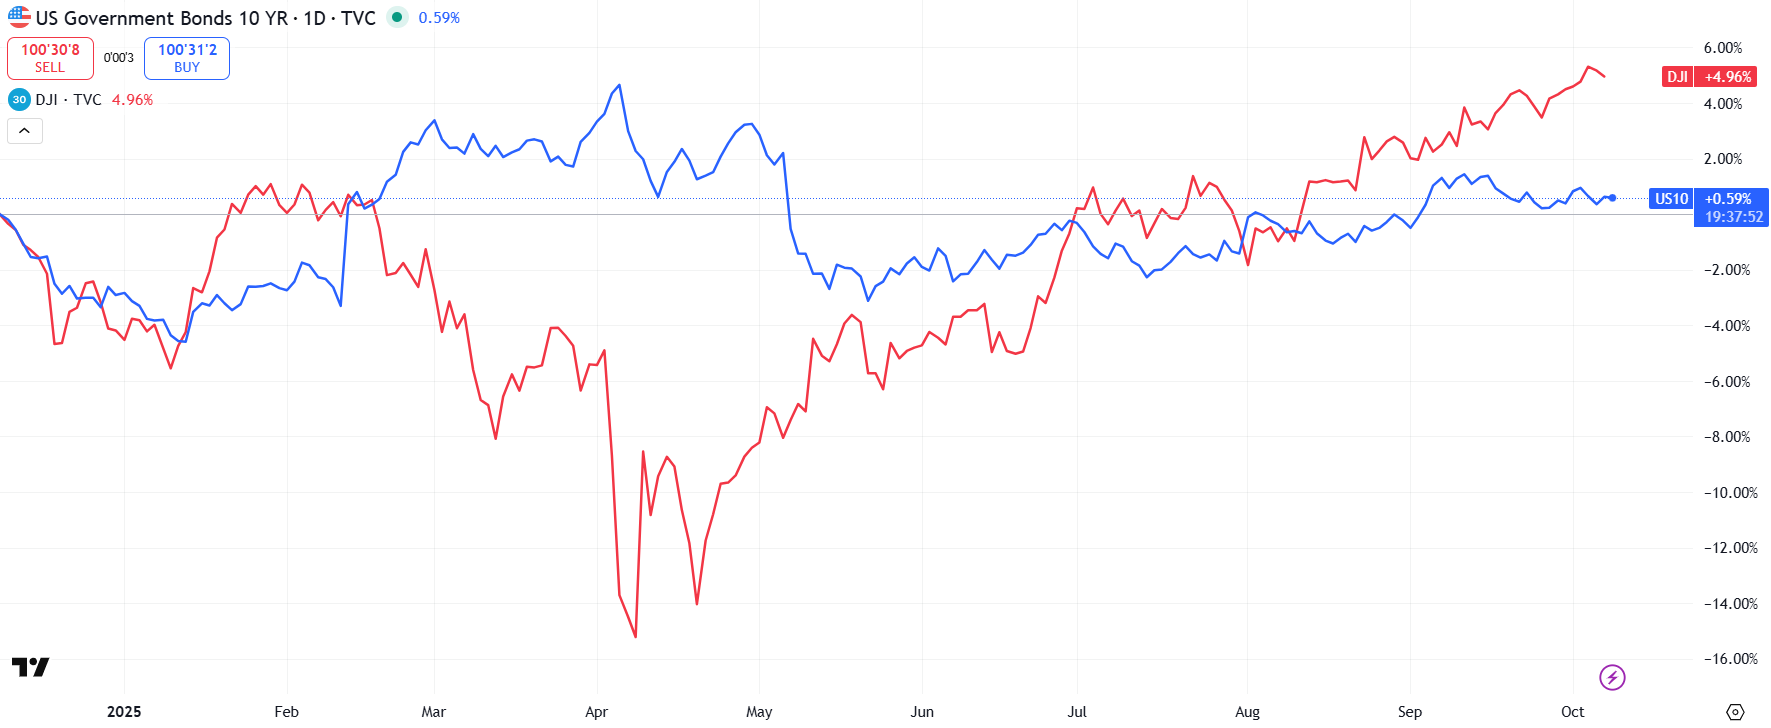 US Government Bonds 10 YR · 1D · TVC 0.59%
100'30'8
SELL
0'00'3
100'31'2
BUY
30 DJI · TVC 4.96%
6.00%
DJI +4.96%
4.00%
2.00%
US10 +0.59%
19:37:52
−2.00%
−4.00%
−6.00%
−8.00%
−10.00%
−12.00%
−14.00%
−16.00%
2025 Feb Mar Apr May Jun Jul Aug Sep Oct